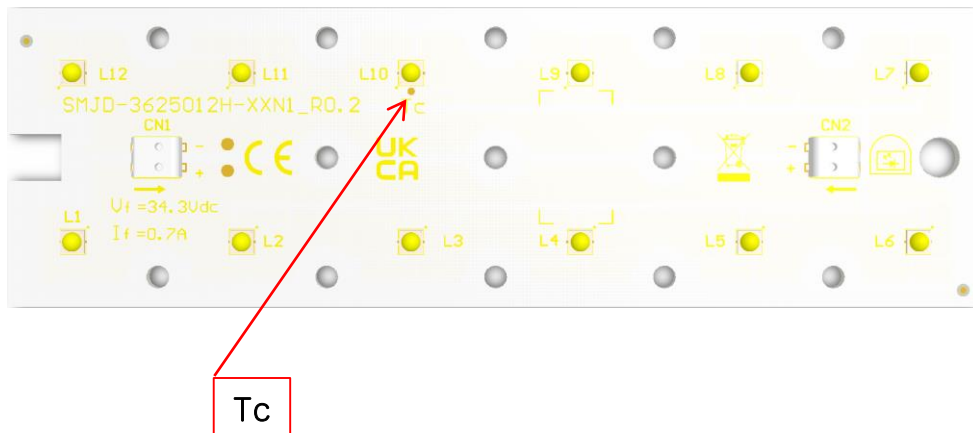 L12 L11 L10 L9 L8 L7
SMJD-3625012H-XXN1_R0.2 Tc
CN1 CN2
- CE UK -
+ CA +
Vf =34.3Vdc
If =0.7A
L1 L2 L3 L4 L5 L6
Tc